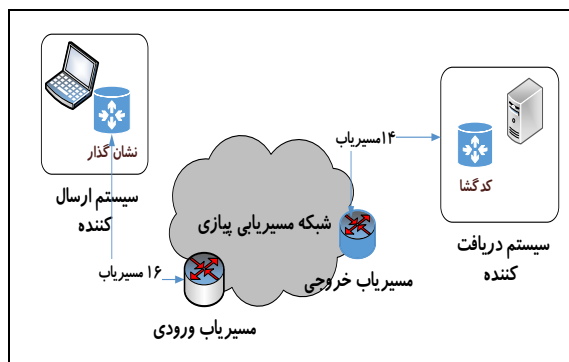 نشان گذار
سیستم ارسال
کننده
۱۶ مسیریاب
مسیریاب ورودی
شبکه مسیریابی پیازی
مسیریاب خروجی
۱۴مسیریاب
کدگشا
سیستم دریافت
کننده